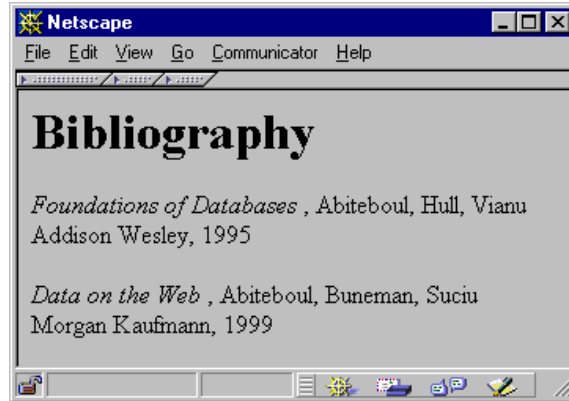 Netscape
File Edit View Go Communicator Help
Bibliography
Foundations of Databases , Abiteboul, Hull, Vianu
Addison Wesley, 1995
Data on the Web , Abiteboul, Buneman, Suciu
Morgan Kaufmann, 1999